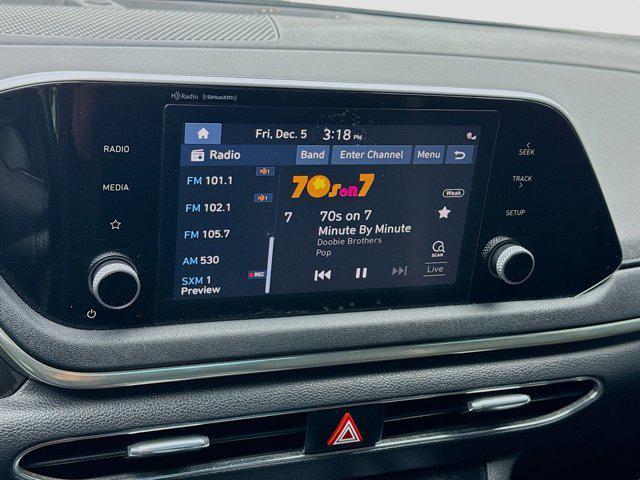 HD Radio (SiriusXM)
RADIO
MEDIA
Fri, Dec. 5 3:18 PM
Radio Band Enter Channel Menu
FM 101.1
FM 102.1
FM 105.7
AM 530
SXM 1
Preview
REC
70s on 7
Weak
7 70s on 7
Minute By Minute
Doobie Brothers
Pop
SCAN
Live
SEEK
TRACK
SETUP